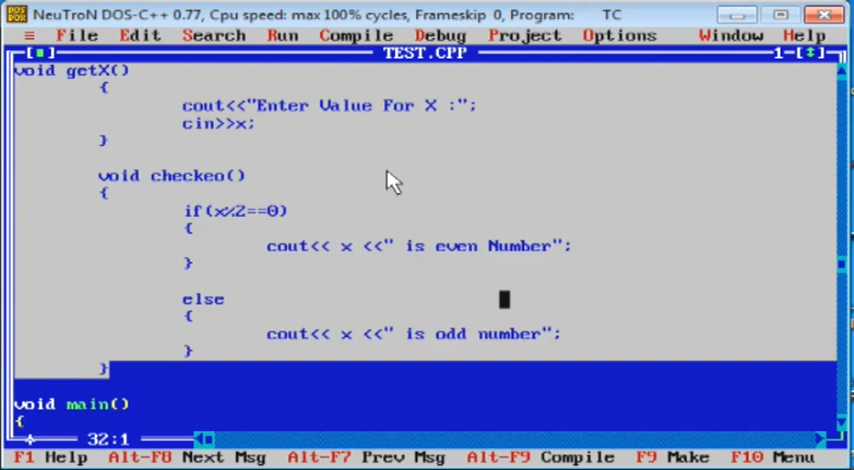 NeuTroN DOS-C++ 0.77, Cpu speed: max 100% cycles, Frameskip 0, Program: TC
≡ File Edit Search Run Compile Debug Project Options Window Help
[■] TEST.CPP 1-[↕]
void getX()
{
cout<<"Enter Value For X :";
cin>>x;
}
void checkeo()
{
if(x%2==0)
{
cout<< x <<" is even Number";
}
else
{
cout<< x <<" is odd number";
}
}
void main()
{
32:1
F1 Help Alt-F8 Next Msg Alt-F7 Prev Msg Alt-F9 Compile F9 Make F10 Menu